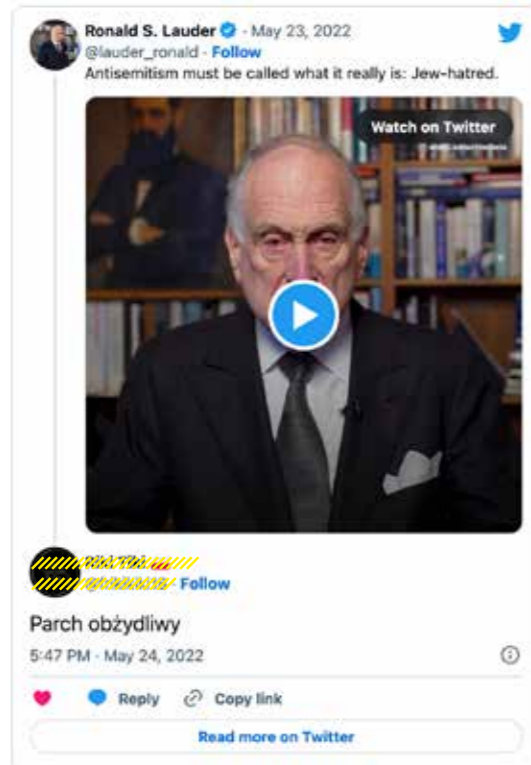 Ronald S. Lauder · May 23, 2022
@lauder_ronald · Follow
Antisemitism must be called what it really is: Jew-hatred.
Watch on Twitter
Follow
Parch obżydliwy
5:47 PM · May 24, 2022
Reply
Copy link
Read more on Twitter